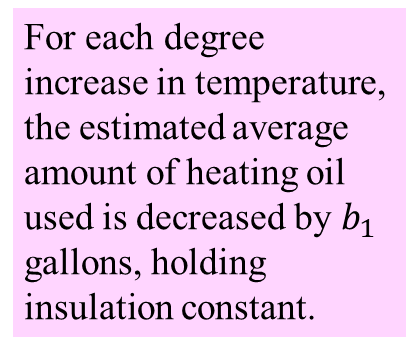 For each degree
increase in temperature,
the estimated average
amount of heating oil
used is decreased by b₁
gallons, holding
insulation constant.